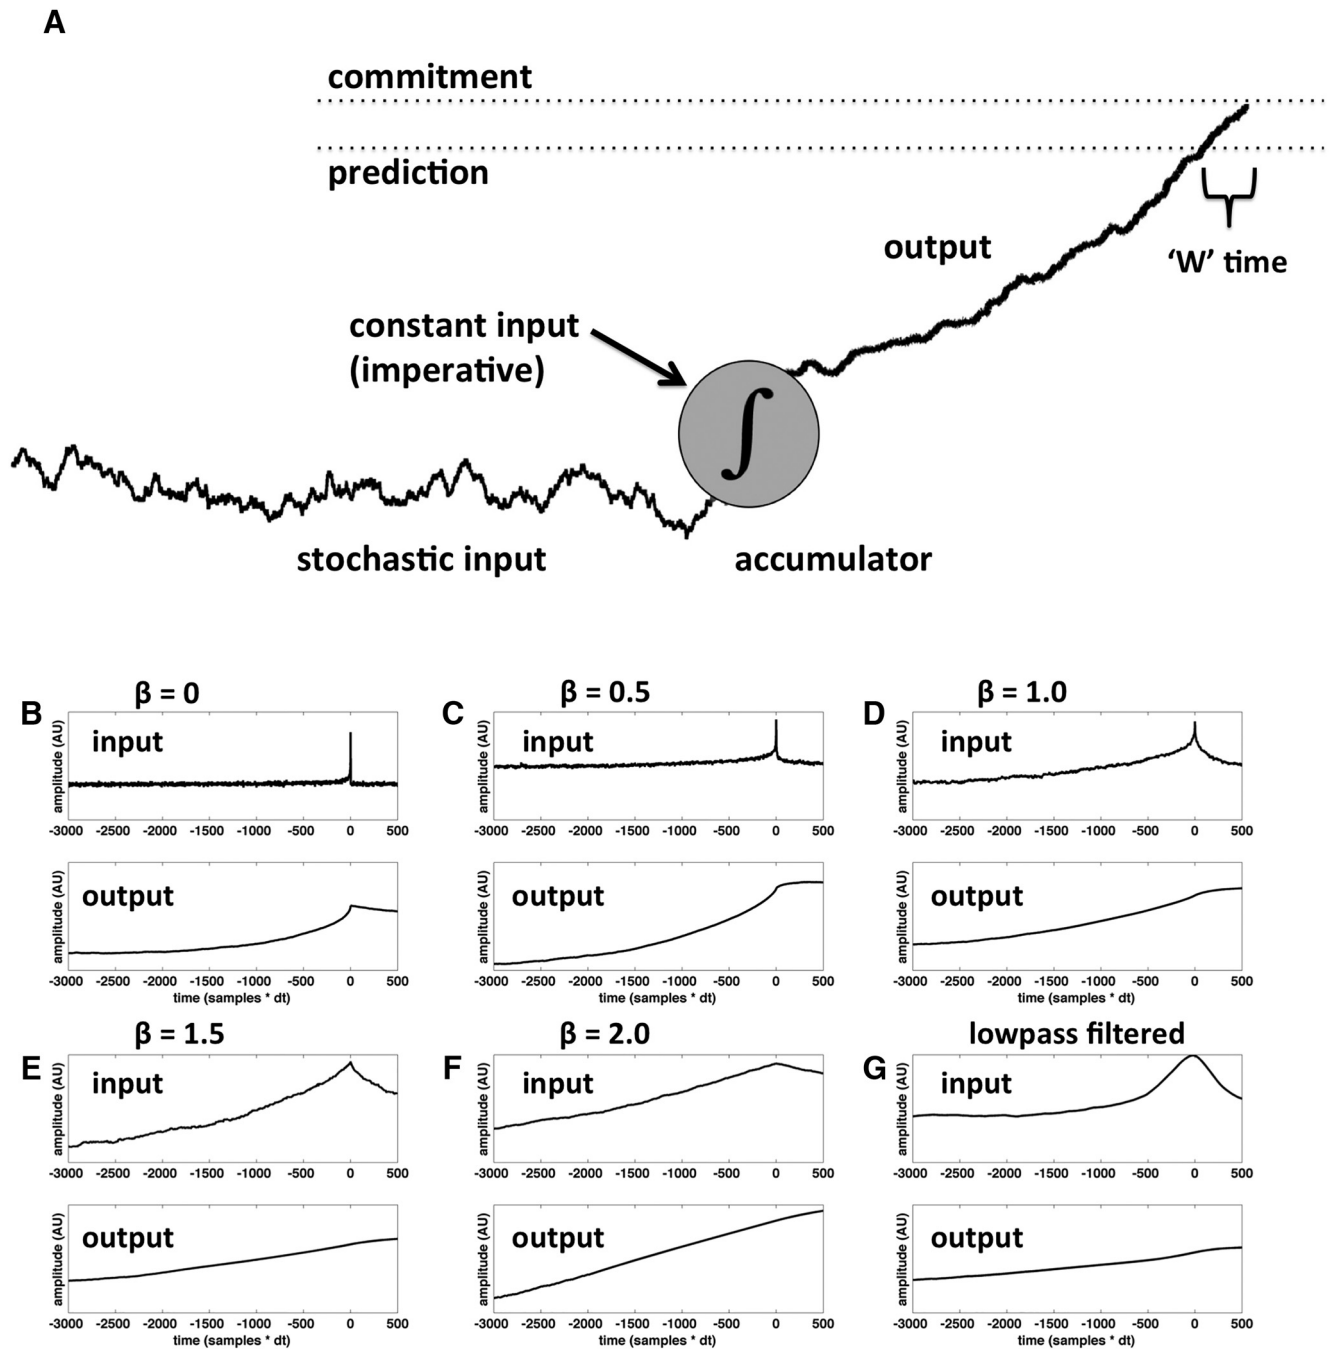 A
commitment
prediction
output
'W' time
constant input
(imperative)
∫
stochastic input
accumulator
B
β = 0
input
amplitude (AU)
-3000 -2500 -2000 -1500 -1000 -500 0 500
output
amplitude (AU)
-3000 -2500 -2000 -1500 -1000 -500 0 500
time (samples * dt)
C
β = 0.5
input
amplitude (AU)
-3000 -2500 -2000 -1500 -1000 -500 0 500
output
amplitude (AU)
-3000 -2500 -2000 -1500 -1000 -500 0 500
time (samples * dt)
D
β = 1.0
input
amplitude (AU)
-3000 -2500 -2000 -1500 -1000 -500 0 500
output
amplitude (AU)
-3000 -2500 -2000 -1500 -1000 -500 0 500
time (samples * dt)
E
β = 1.5
input
amplitude (AU)
-3000 -2500 -2000 -1500 -1000 -500 0 500
output
amplitude (AU)
-3000 -2500 -2000 -1500 -1000 -500 0 500
time (samples * dt)
F
β = 2.0
input
amplitude (AU)
-3000 -2500 -2000 -1500 -1000 -500 0 500
output
amplitude (AU)
-3000 -2500 -2000 -1500 -1000 -500 0 500
time (samples * dt)
G
lowpass filtered
input
amplitude (AU)
-3000 -2500 -2000 -1500 -1000 -500 0 500
output
amplitude (AU)
-3000 -2500 -2000 -1500 -1000 -500 0 500
time (samples * dt)